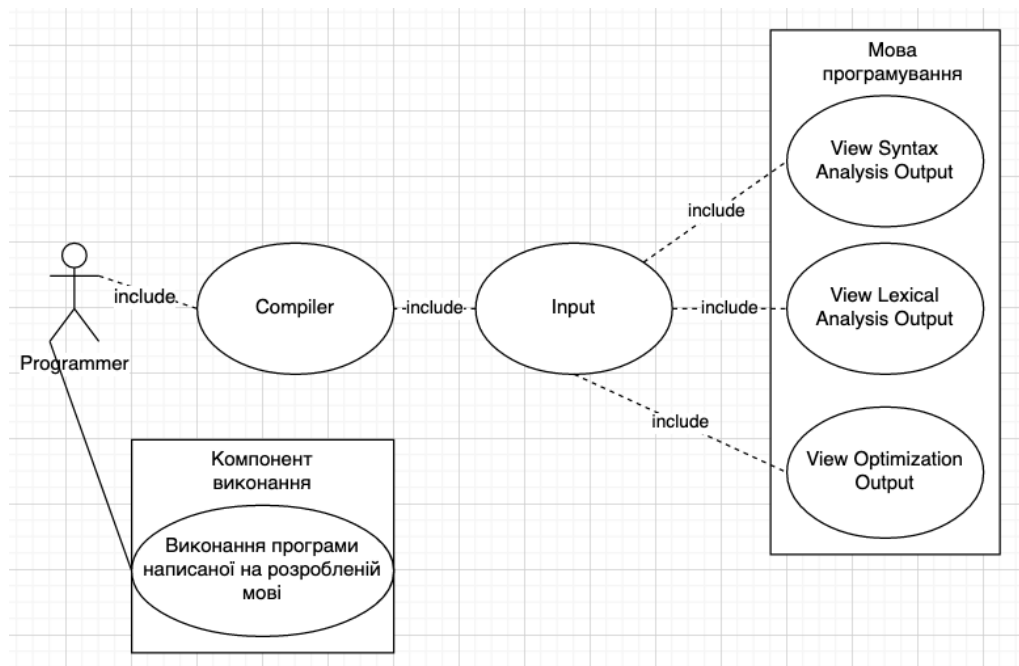 Мова
програмування
View Syntax
Analysis Output
include
include
Compiler
include
Input
include
View Lexical
Analysis Output
Programmer
include
View Optimization
Output
Компонент
виконання
Виконання програми
написаної на розробленій
мові